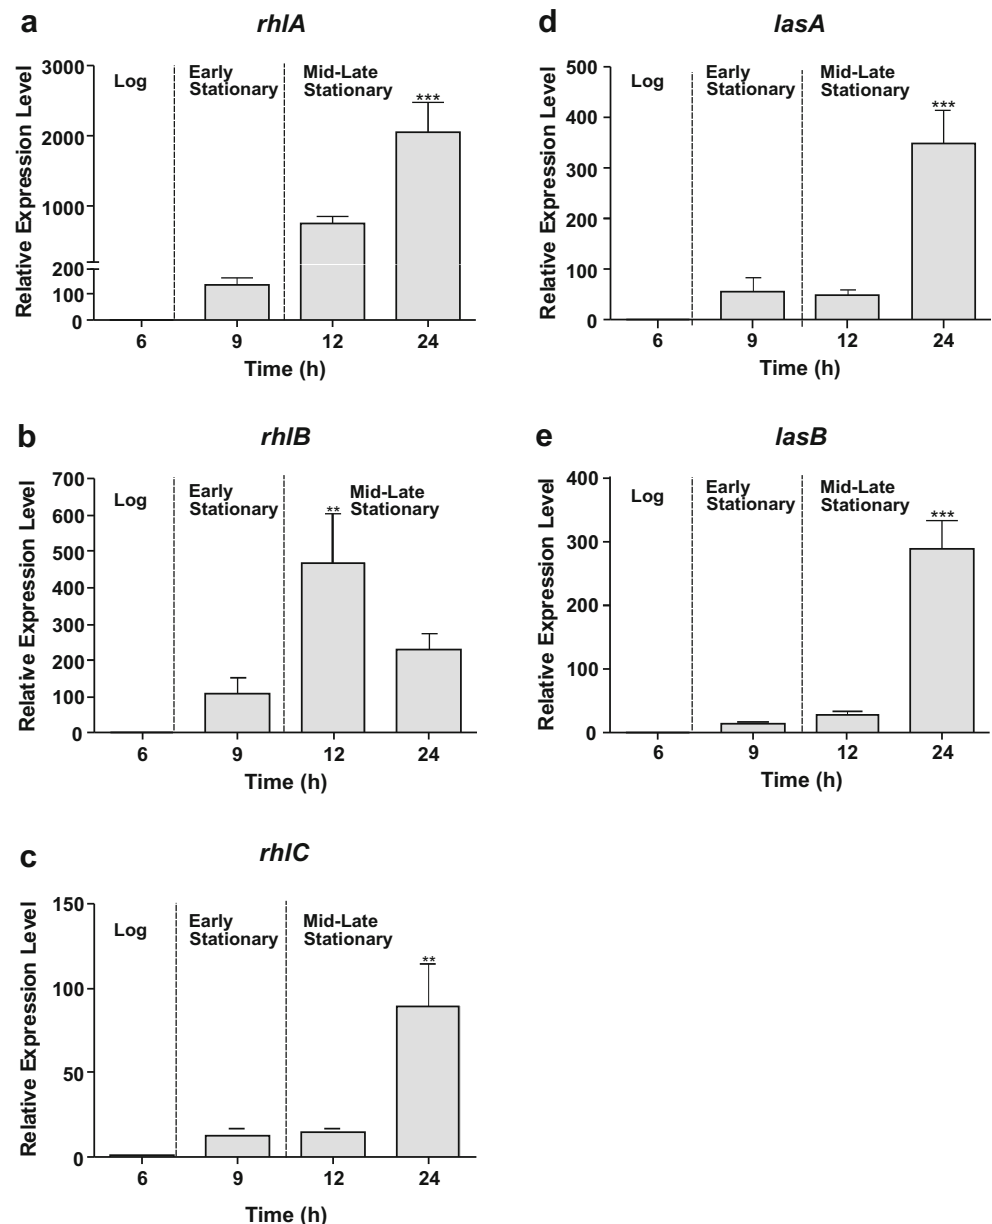 a
rhlA
Relative Expression Level
3000
2000
1000
200
100
0
Log
Early
Stationary
Mid-Late
Stationary
***
6
9
12
24
Time (h)
b
rhlB
Relative Expression Level
700
600
500
400
300
200
100
0
Log
Early
Stationary
Mid-Late
Stationary
**
6
9
12
24
Time (h)
c
rhlC
Relative Expression Level
150
100
50
0
Log
Early
Stationary
Mid-Late
Stationary
**
6
9
12
24
Time (h)
d
lasA
Relative Expression Level
500
400
300
200
100
0
Log
Early
Stationary
Mid-Late
Stationary
***
6
9
12
24
Time (h)
e
lasB
Relative Expression Level
400
300
200
100
0
Log
Early
Stationary
Mid-Late
Stationary
***
6
9
12
24
Time (h)